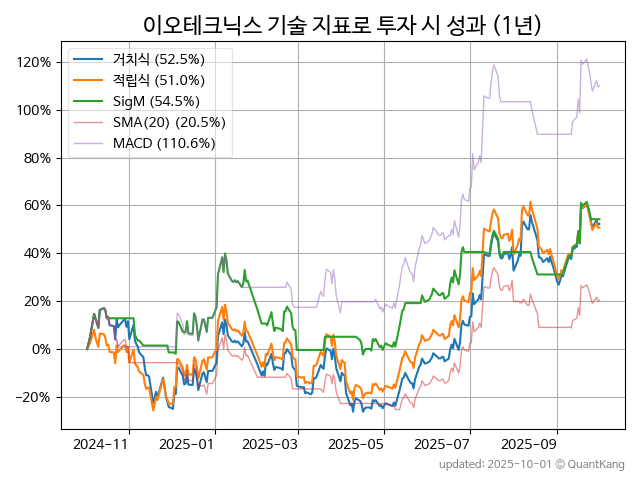 이오테크닉스 기술 지표로 투자 시 성과 (1년)
거치식 (52.5%)
적립식 (51.0%)
SigM (54.5%)
SMA(20) (20.5%)
MACD (110.6%)
120%
100%
80%
60%
40%
20%
0%
−20%
2024-11 2025-01 2025-03 2025-05 2025-07 2025-09
updated: 2025-10-01 © QuantKang